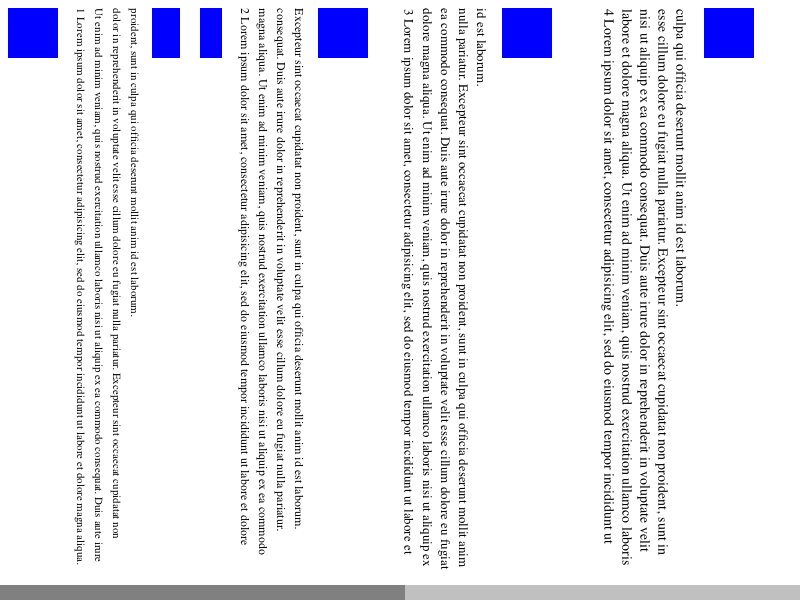 1 Lorem ipsum dolor sit amet, consectetur adipisicing elit, sed do eiusmod tempor incididunt ut labore et dolore magna aliqua.
Ut enim ad minim veniam, quis nostrud exercitation ullamco laboris nisi ut aliquip ex ea commodo consequat. Duis aute irure
dolor in reprehenderit in voluptate velit esse cillum dolore eu fugiat nulla pariatur. Excepteur sint occaecat cupidatat non
proident, sunt in culpa qui officia deserunt mollit anim id est laborum.
2 Lorem ipsum dolor sit amet, consectetur adipisicing elit, sed do eiusmod tempor incididunt ut labore et dolore
magna aliqua. Ut enim ad minim veniam, quis nostrud exercitation ullamco laboris nisi ut aliquip ex ea commodo
consequat. Duis aute irure dolor in reprehenderit in voluptate velit esse cillum dolore eu fugiat nulla pariatur.
Excepteur sint occaecat cupidatat non proident, sunt in culpa qui officia deserunt mollit anim id est laborum.
3 Lorem ipsum dolor sit amet, consectetur adipisicing elit, sed do eiusmod tempor incididunt ut labore et
dolore magna aliqua. Ut enim ad minim veniam, quis nostrud exercitation ullamco laboris nisi ut aliquip ex
ea commodo consequat. Duis aute irure dolor in reprehenderit in voluptate velit esse cillum dolore eu fugiat
nulla pariatur. Excepteur sint occaecat cupidatat non proident, sunt in culpa qui officia deserunt mollit anim
id est laborum.
4 Lorem ipsum dolor sit amet, consectetur adipisicing elit, sed do eiusmod tempor incididunt ut
labore et dolore magna aliqua. Ut enim ad minim veniam, quis nostrud exercitation ullamco laboris
nisi ut aliquip ex ea commodo consequat. Duis aute irure dolor in reprehenderit in voluptate velit
esse cillum dolore eu fugiat nulla pariatur. Excepteur sint occaecat cupidatat non proident, sunt in
culpa qui officia deserunt mollit anim id est laborum.